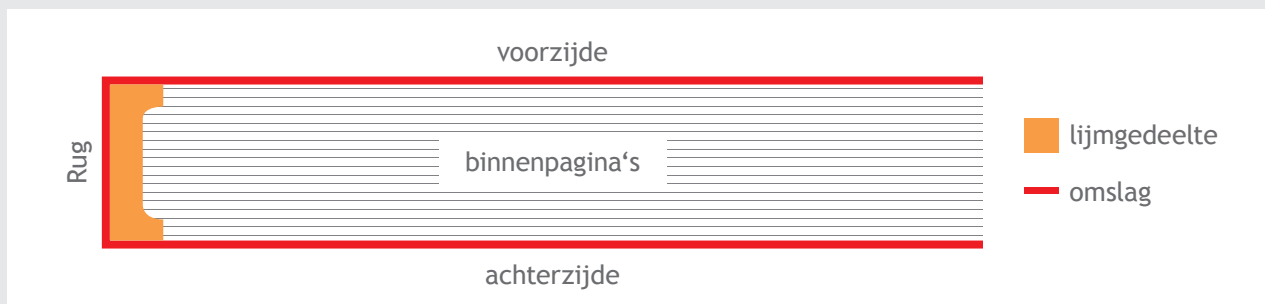 voorzijde
Rug
binnenpagina‘s
achterzijde
lijmgedeelte
omslag